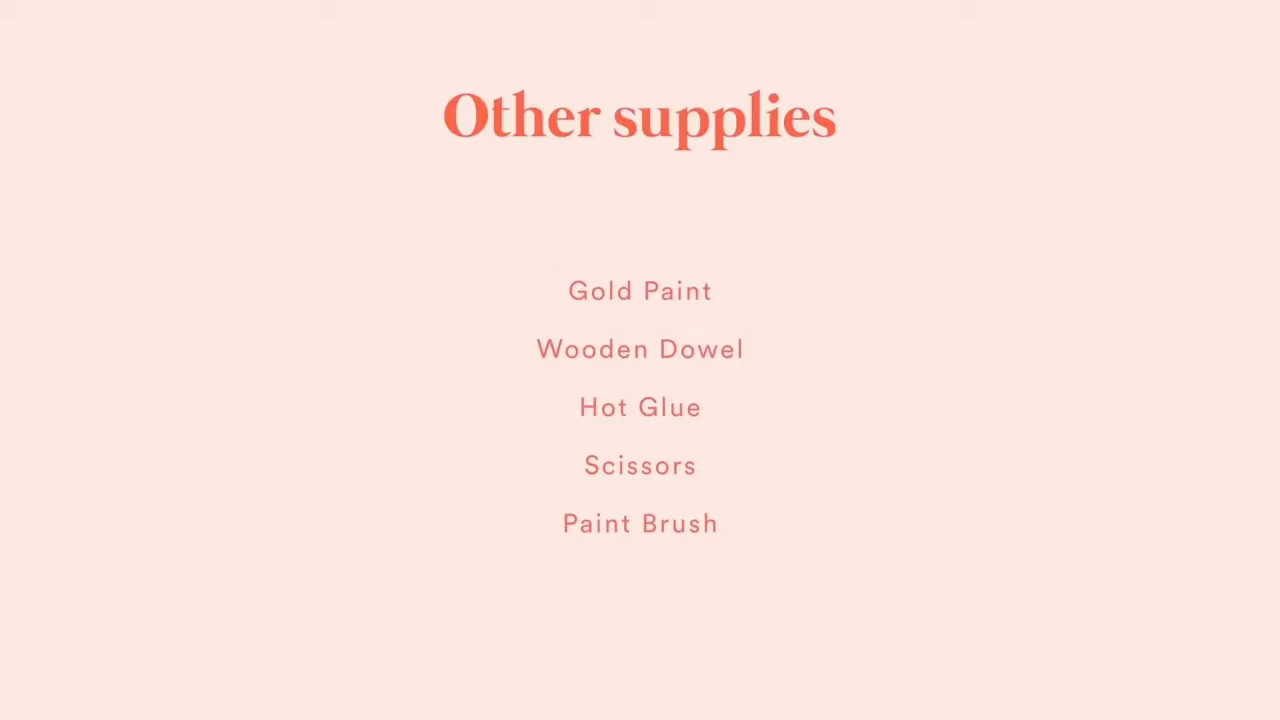 Other supplies
Gold Paint
Wooden Dowel
Hot Glue
Scissors
Paint Brush